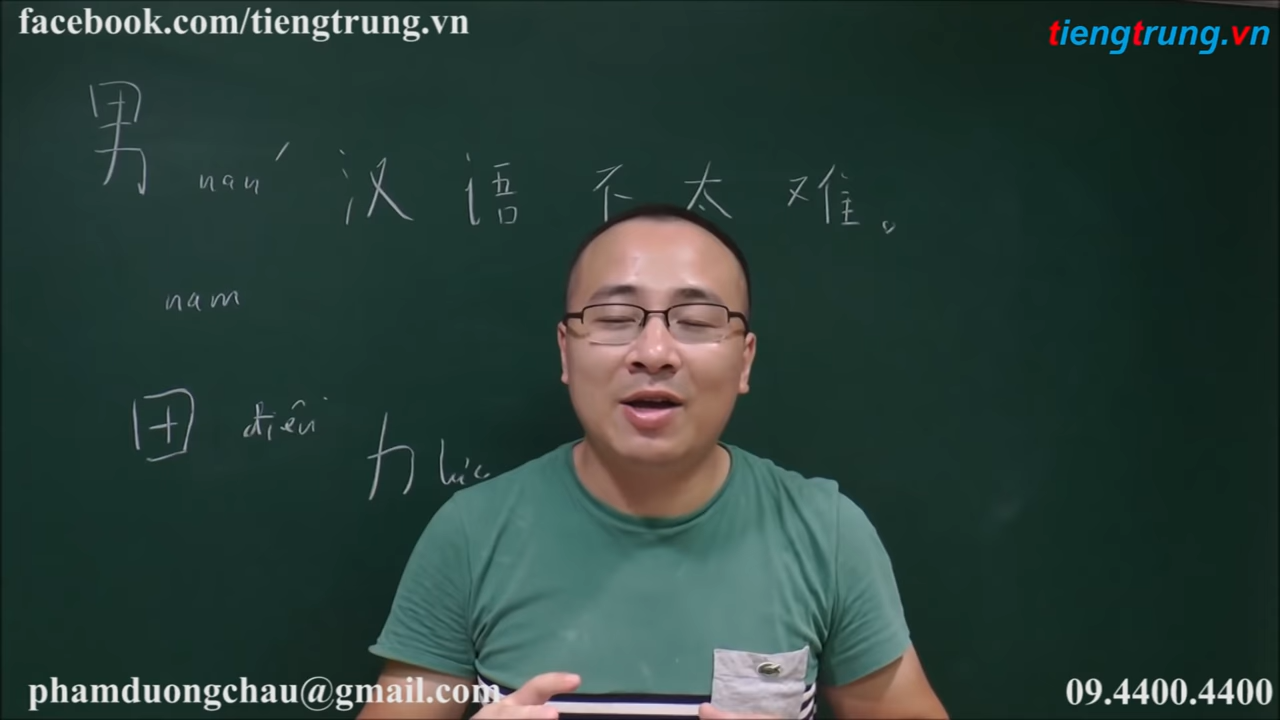 facebook.com/tiengtrung.vn
tiengtrung.vn
男 nan ́ 汉语不太难。
nam
田 điền 力
phamduongchau@gmail.com
09.4400.4400